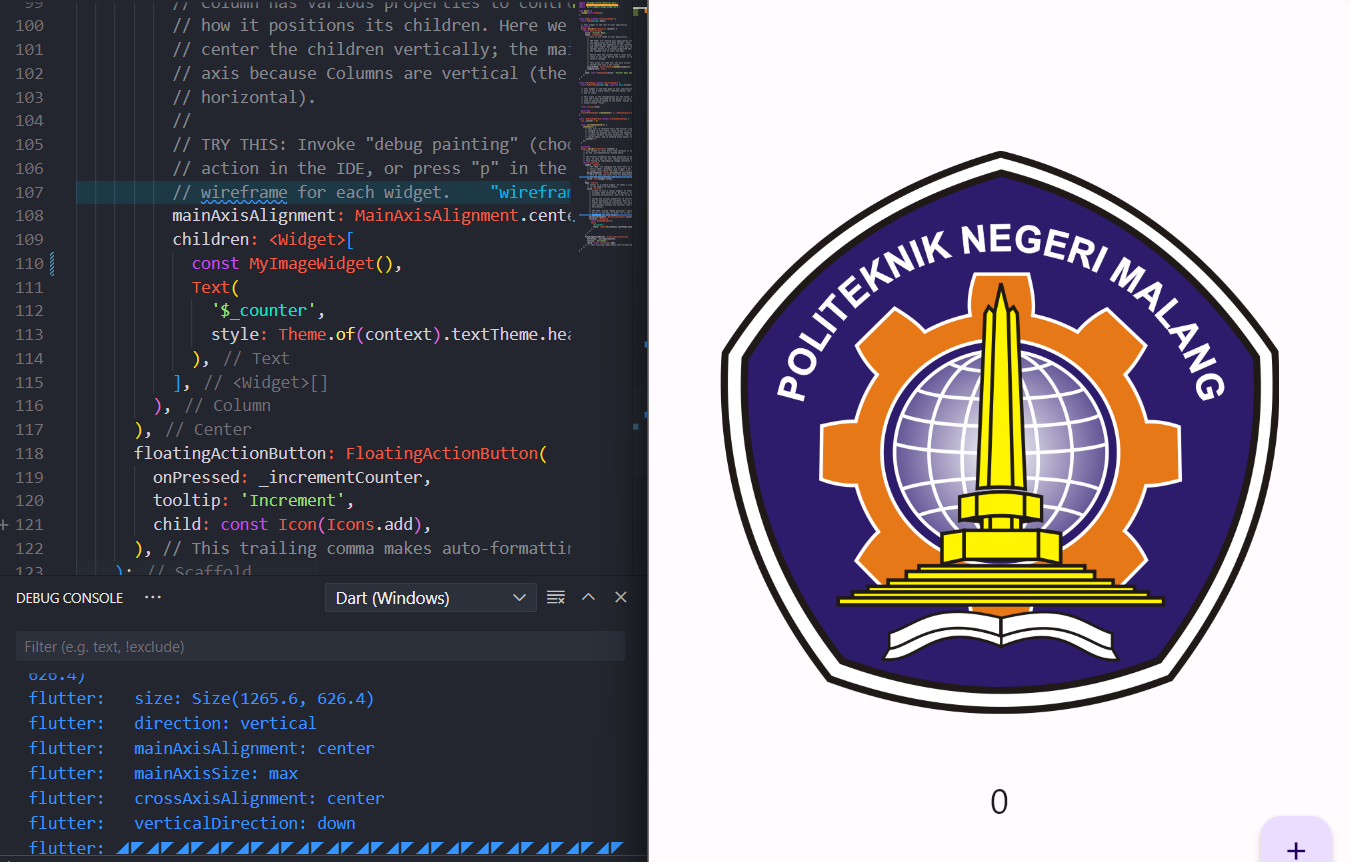 99 // Column has various properties to contr
100 // how it positions its children. Here we
101 // center the children vertically; the mai
102 // axis because Columns are vertical (the
103 // horizontal).
104 //
105 // TRY THIS: Invoke "debug painting" (choo
106 // action in the IDE, or press "p" in the
107 // wireframe for each widget. "wirefram
108 mainAxisAlignment: MainAxisAlignment.cente
109 children: <Widget>[
110 const MyImageWidget(),
111 Text(
112 '$_counter',
113 style: Theme.of(context).textTheme.hea
114 ), // Text
115 ], // <Widget>[]
116 ), // Column
117 ), // Center
118 floatingActionButton: FloatingActionButton(
119 onPressed: _incrementCounter,
120 tooltip: 'Increment',
+ 121 child: const Icon(Icons.add),
122 ), // This trailing comma makes auto-formattin
123 ); // Scaffold
DEBUG CONSOLE ...
Dart (Windows)
Filter (e.g. text, !exclude)
626.4)
flutter: size: Size(1265.6, 626.4)
flutter: direction: vertical
flutter: mainAxisAlignment: center
flutter: mainAxisSize: max
flutter: crossAxisAlignment: center
flutter: verticalDirection: down
flutter: ◢◤◢◤◢◤◢◤◢◤◢◤◢◤◢◤◢◤◢◤◢◤◢◤◢◤◢◤◢◤◢◤◢◤
POLITEKNIK NEGERI MALANG
0
+